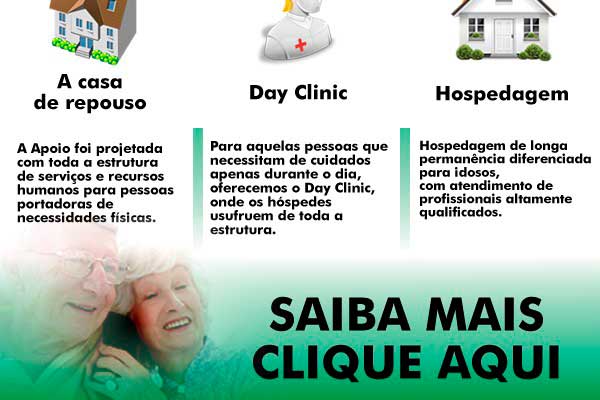 A casa
de repouso
A Apoio foi projetada
com toda a estrutura
de serviços e recursos
humanos para pessoas
portadoras de
necessidades físicas.
Day Clinic
Para aquelas pessoas que
necessitam de cuidados
apenas durante o dia,
oferecemos o Day Clinic,
onde os hóspedes
usufruem de toda a
estrutura.
Hospedagem
Hospedagem de longa
permanência diferenciada
para idosos,
com atendimento de
profissionais altamente
qualificados.
SAIBA MAIS
CLIQUE AQUI